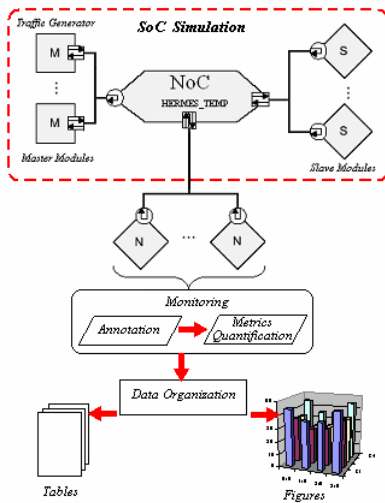 Traffic Generator
SoC Simulation
M
NoC
HERMES_TEMP
S
M
S
Master Modules
Slave Modules
N
...
N
Monitoring
Annotation
Metrics
Quantification
Data Organization
Tables
Figures